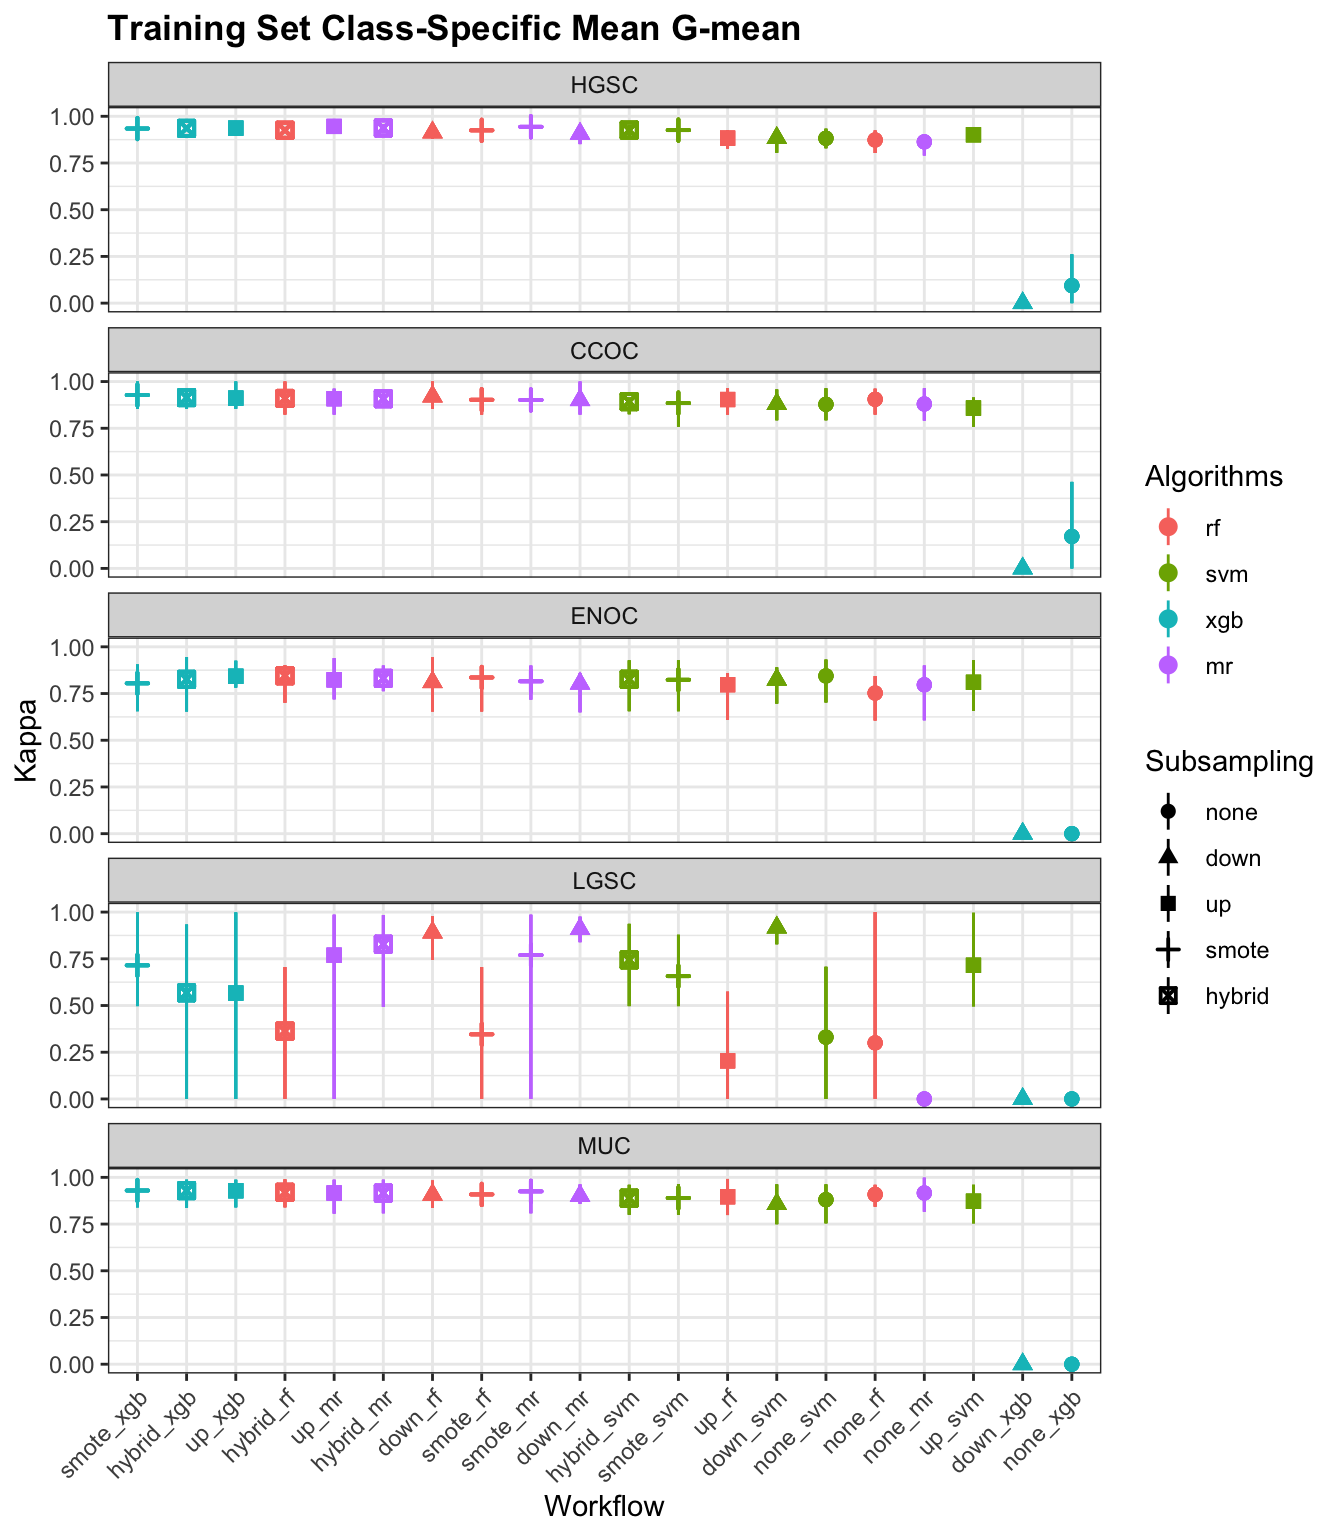 Training Set Class-Specific Mean G-mean
HGSC
1.00
0.75
0.50
0.25
0.00
CCOC
1.00
0.75
0.50
0.25
0.00
ENOC
1.00
0.75
0.50
0.25
0.00
LGSC
1.00
0.75
0.50
0.25
0.00
MUC
1.00
0.75
0.50
0.25
0.00
Kappa
smote_xgb
hybrid_xgb
up_xgb
hybrid_rf
up_mr
hybrid_mr
down_rf
smote_rf
smote_mr
down_mr
hybrid_svm
smote_svm
up_rf
down_svm
none_svm
none_rf
none_mr
up_svm
down_xgb
none_xgb
Workflow
Algorithms
rf
svm
xgb
mr
Subsampling
none
down
up
smote
hybrid